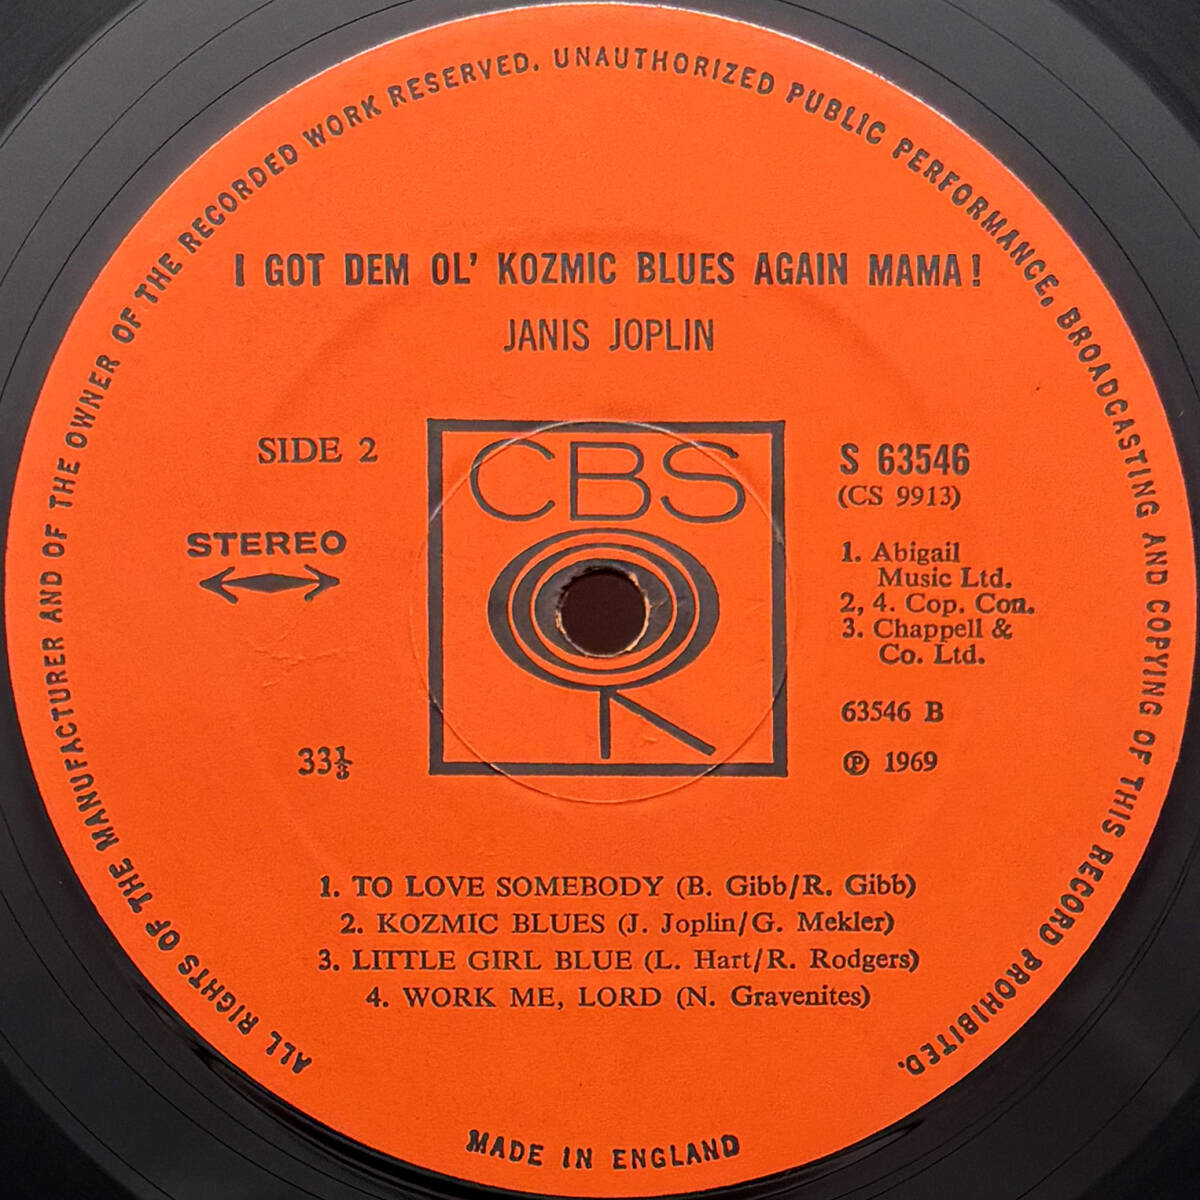 ALL RIGHTS OF THE MANUFACTURER AND OF THE OWNER OF THE RECORDED WORK RESERVED. UNAUTHORIZED PUBLIC PERFORMANCE, BROADCASTING AND COPYING OF THIS RECORD PROHIBITED.
I GOT DEM OL' KOZMIC BLUES AGAIN MAMA!
JANIS JOPLIN
SIDE 2
STEREO
33⅓
CBS
S 63546
(CS 9913)
1. Abigail
Music Ltd.
2, 4. Cop. Con.
3. Chappell &
Co. Ltd.
63546 B
℗ 1969
1. TO LOVE SOMEBODY (B. Gibb/R. Gibb)
2. KOZMIC BLUES (J. Joplin/G. Mekler)
3. LITTLE GIRL BLUE (L. Hart/R. Rodgers)
4. WORK ME, LORD (N. Gravenites)
MADE IN ENGLAND